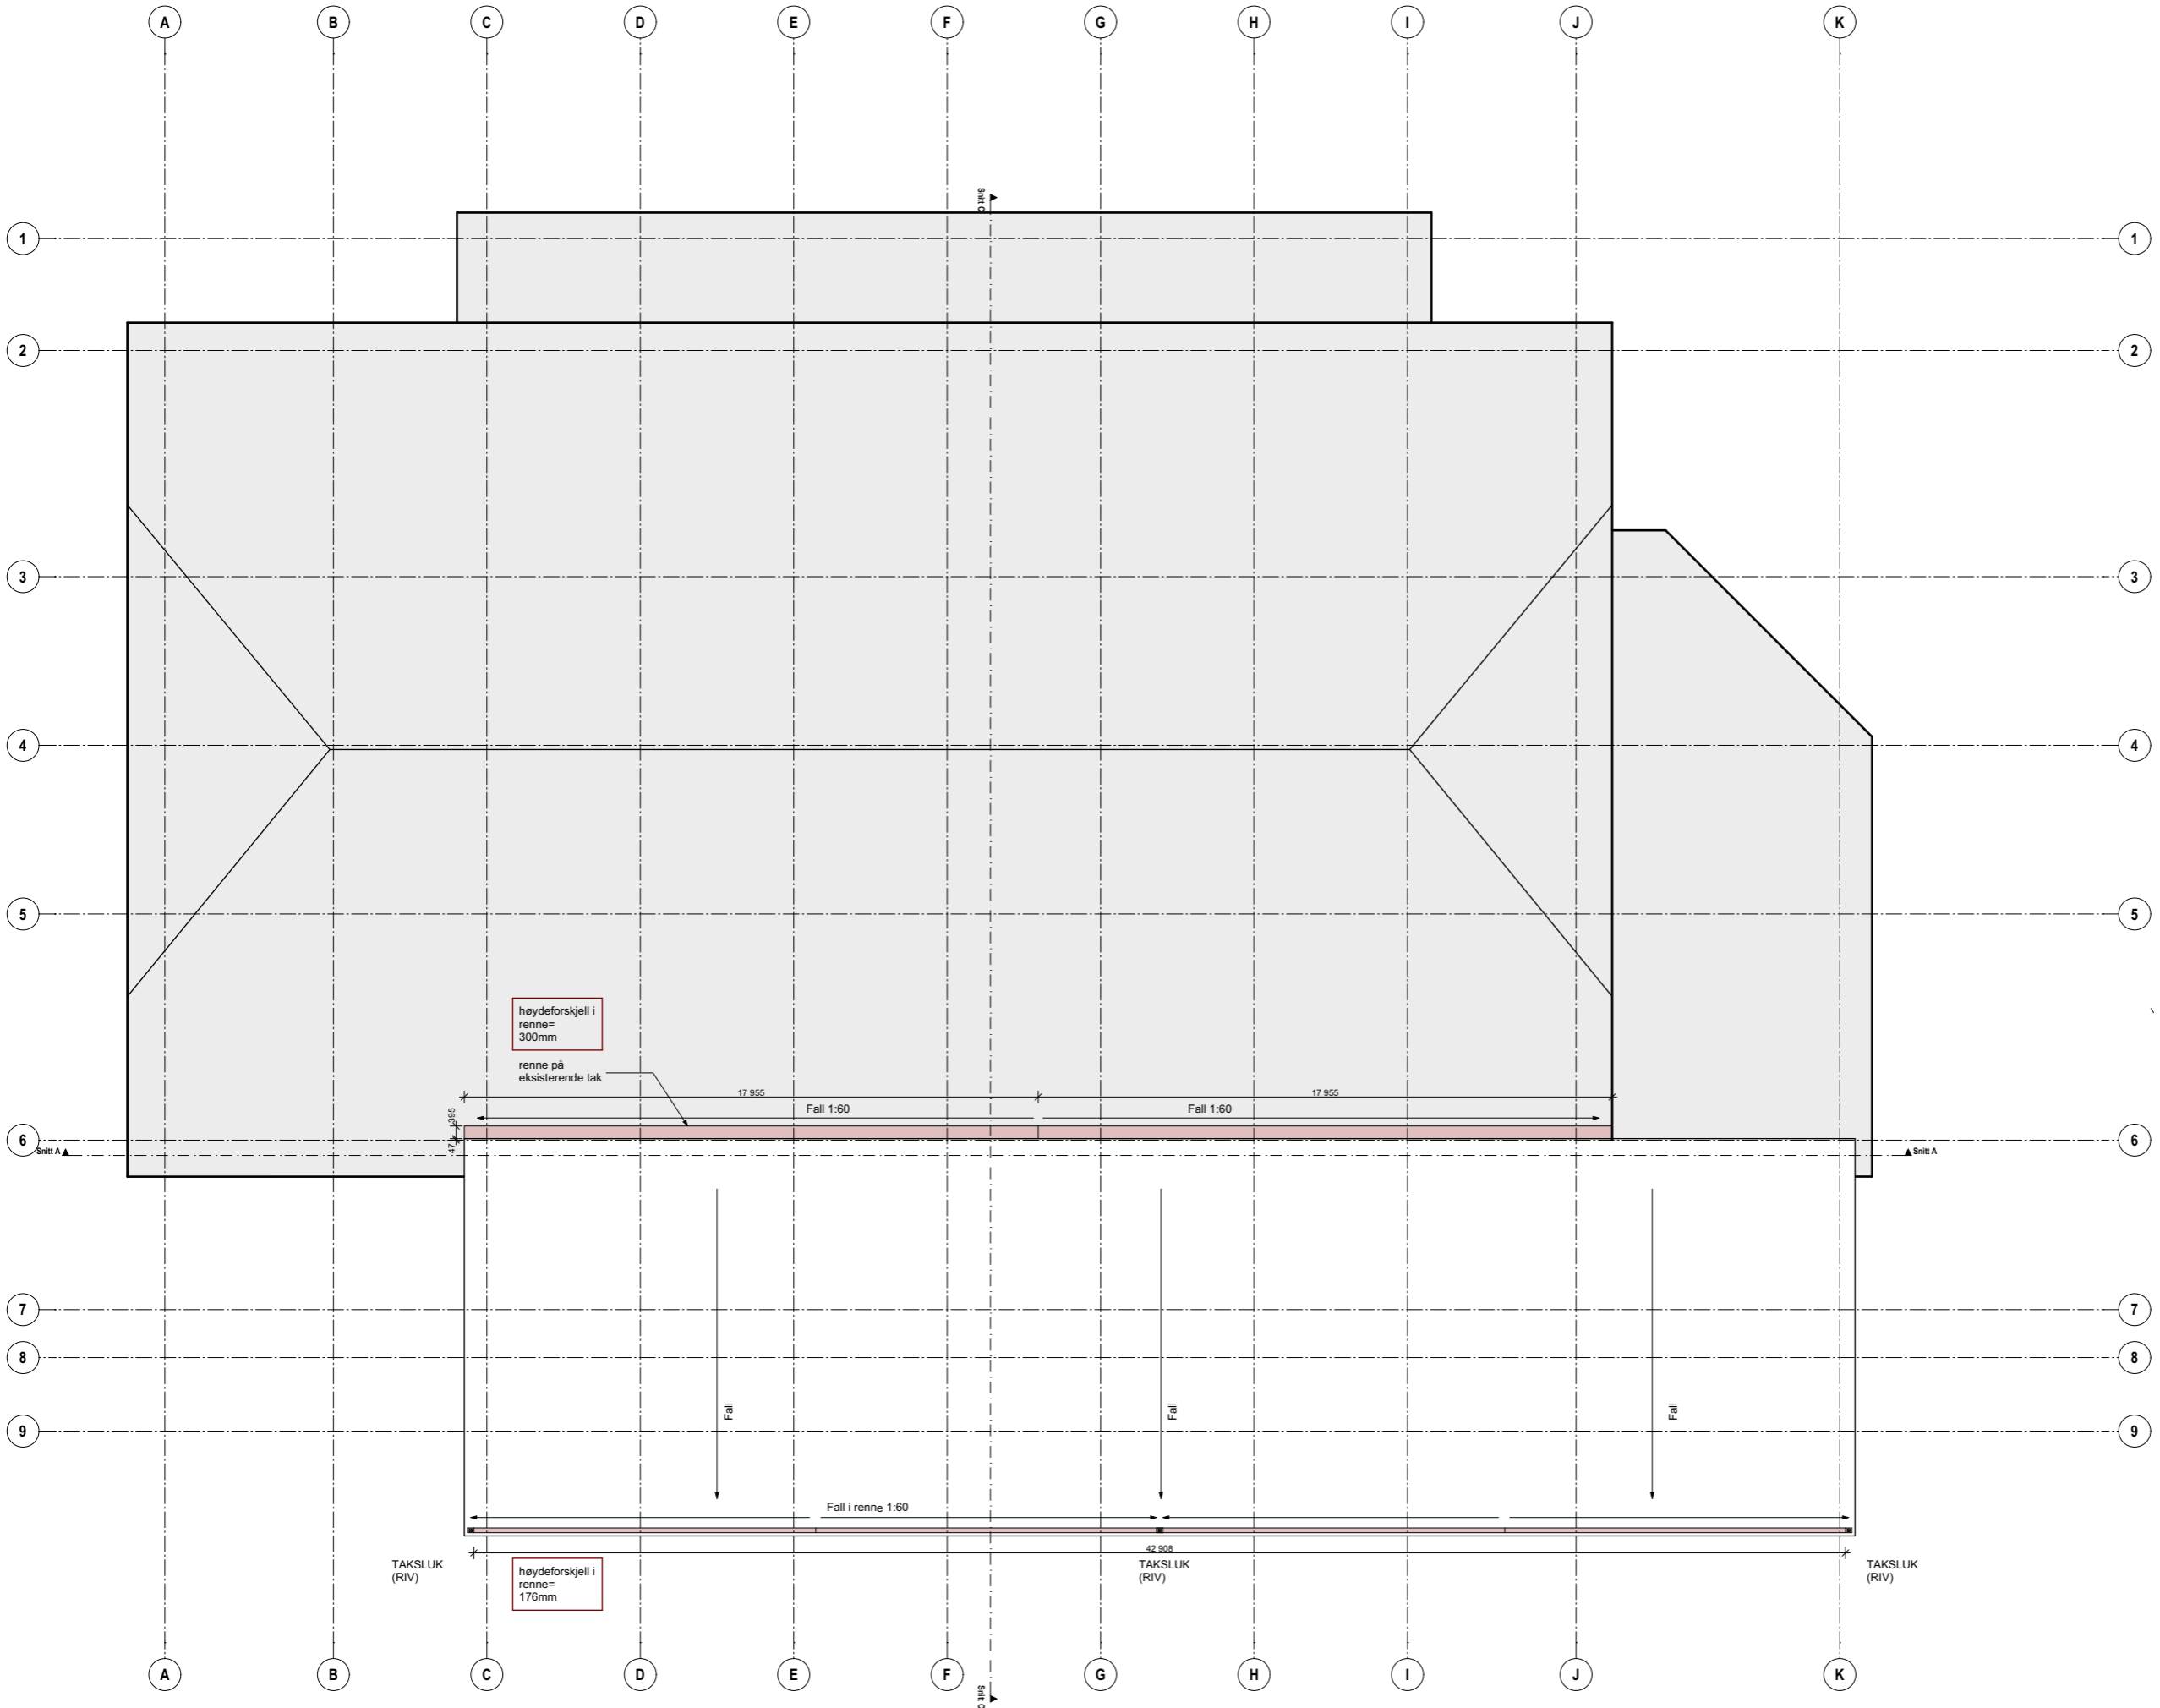 A B C D E F G H I J K
Snitt C
1 1
2 2
3 3
4 4
5 5
høydeforskjell i
renne=
300mm
renne på
eksisterende tak
17 955 17 955
Fall 1:60 Fall 1:60
395
47
6 6
Snitt A Snitt A
7 7
8 8
Fall Fall Fall
9 9
Fall i renne 1:60
42 908
TAKSLUK
(RIV)
høydeforskjell i
renne=
176mm
TAKSLUK
(RIV)
TAKSLUK
(RIV)
A B C D E F G H I J K
Snitt C